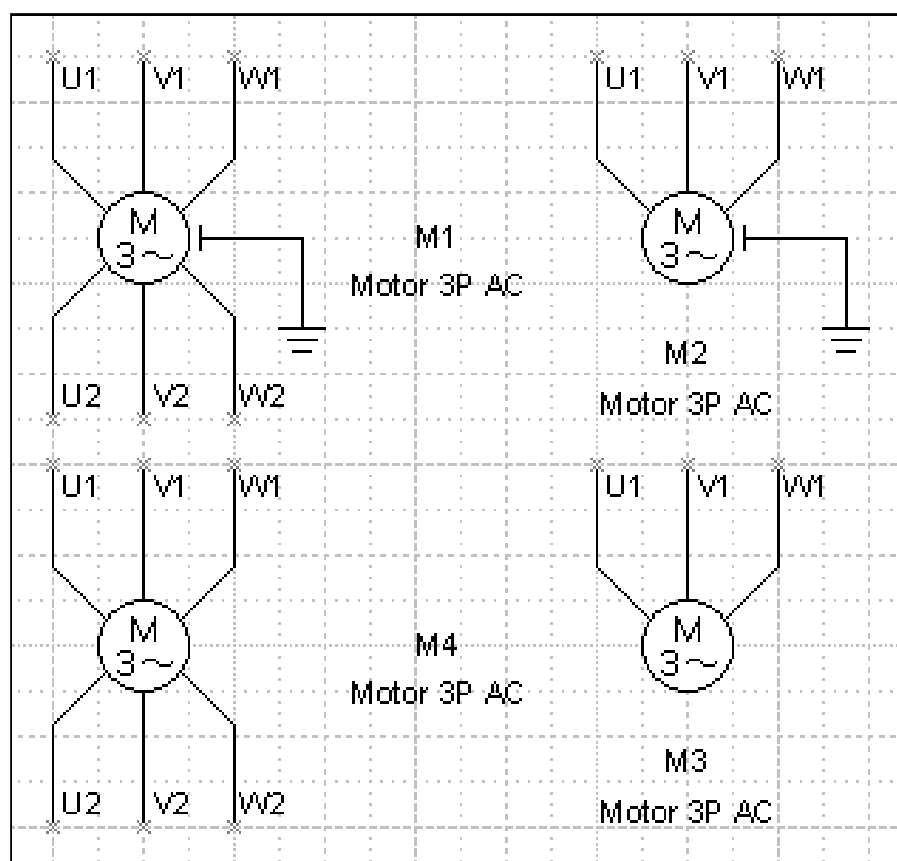 U1 V1 W1
M
3~
M1
Motor 3P AC
U2 V2 W2
U1 V1 W1
M
3~
M2
Motor 3P AC
U1 V1 W1
M
3~
M4
Motor 3P AC
U2 V2 W2
U1 V1 W1
M
3~
M3
Motor 3P AC